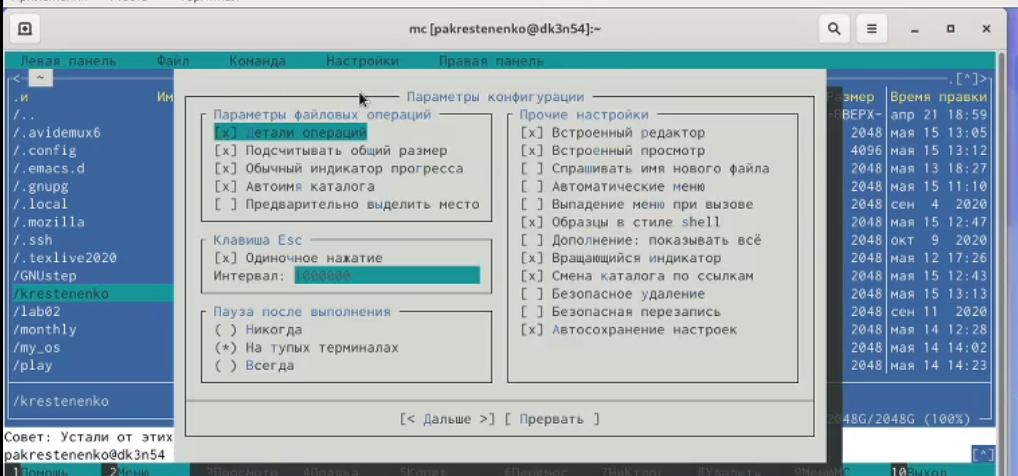 mc [pakrestenenko@dk3n54]:~
Левая панель Файл Команда Настройки Правая панель
<- ~ .[^]>
.и Им Параметры конфигурации азмер Время правки
Параметры файловых операций Прочие настройки
/.. ВЕРХ- апр 21 18:59
[x] Детали операций [x] Встроенный редактор
/.avidemux6 2048 мая 15 13:05
[x] Подсчитывать общий размер [x] Встроенный просмотр
/.config 4096 мая 15 13:12
[x] Обычный индикатор прогресса [ ] Спрашивать имя нового файла
/.emacs.d 2048 мая 13 18:27
[x] Автоимя каталога [ ] Автоматические меню
/.gnupg 2048 мая 15 11:10
[ ] Предварительно выделить место [ ] Выпадение меню при вызове
/.local 2048 сен 4 2020
[x] Образцы в стиле shell
/.mozilla 2048 мая 15 12:47
Клавиша Esc [ ] Дополнение: показывать всё
/.ssh 2048 окт 9 2020
[x] Одиночное нажатие [x] Вращающийся индикатор
/.texlive2020 2048 мая 12 17:26
Интервал: 1000000 [x] Смена каталога по ссылкам
/GNUstep 2048 мая 15 12:43
[ ] Безопасное удаление
/krestenenko 2048 мая 15 13:13
Пауза после выполнения [ ] Безопасная перезапись
/lab02 2048 сен 11 2020
( ) Никогда [x] Автосохранение настроек
/monthly 2048 мая 14 12:28
(*) На тупых терминалах
/my_os 2048 мая 14 14:02
( ) Всегда
/play 2048 мая 14 14:23
/krestenenko
[< Дальше >] [ Прервать ]
48G/2048G (100%)
Совет: Устали от этих
pakrestenenko@dk3n54 [^]
1Помощь 2Меню 3Просмотр 4Правка 5Копия 6Перенос 7НвКтлог 8Удалить 9МенюMC 10Выход